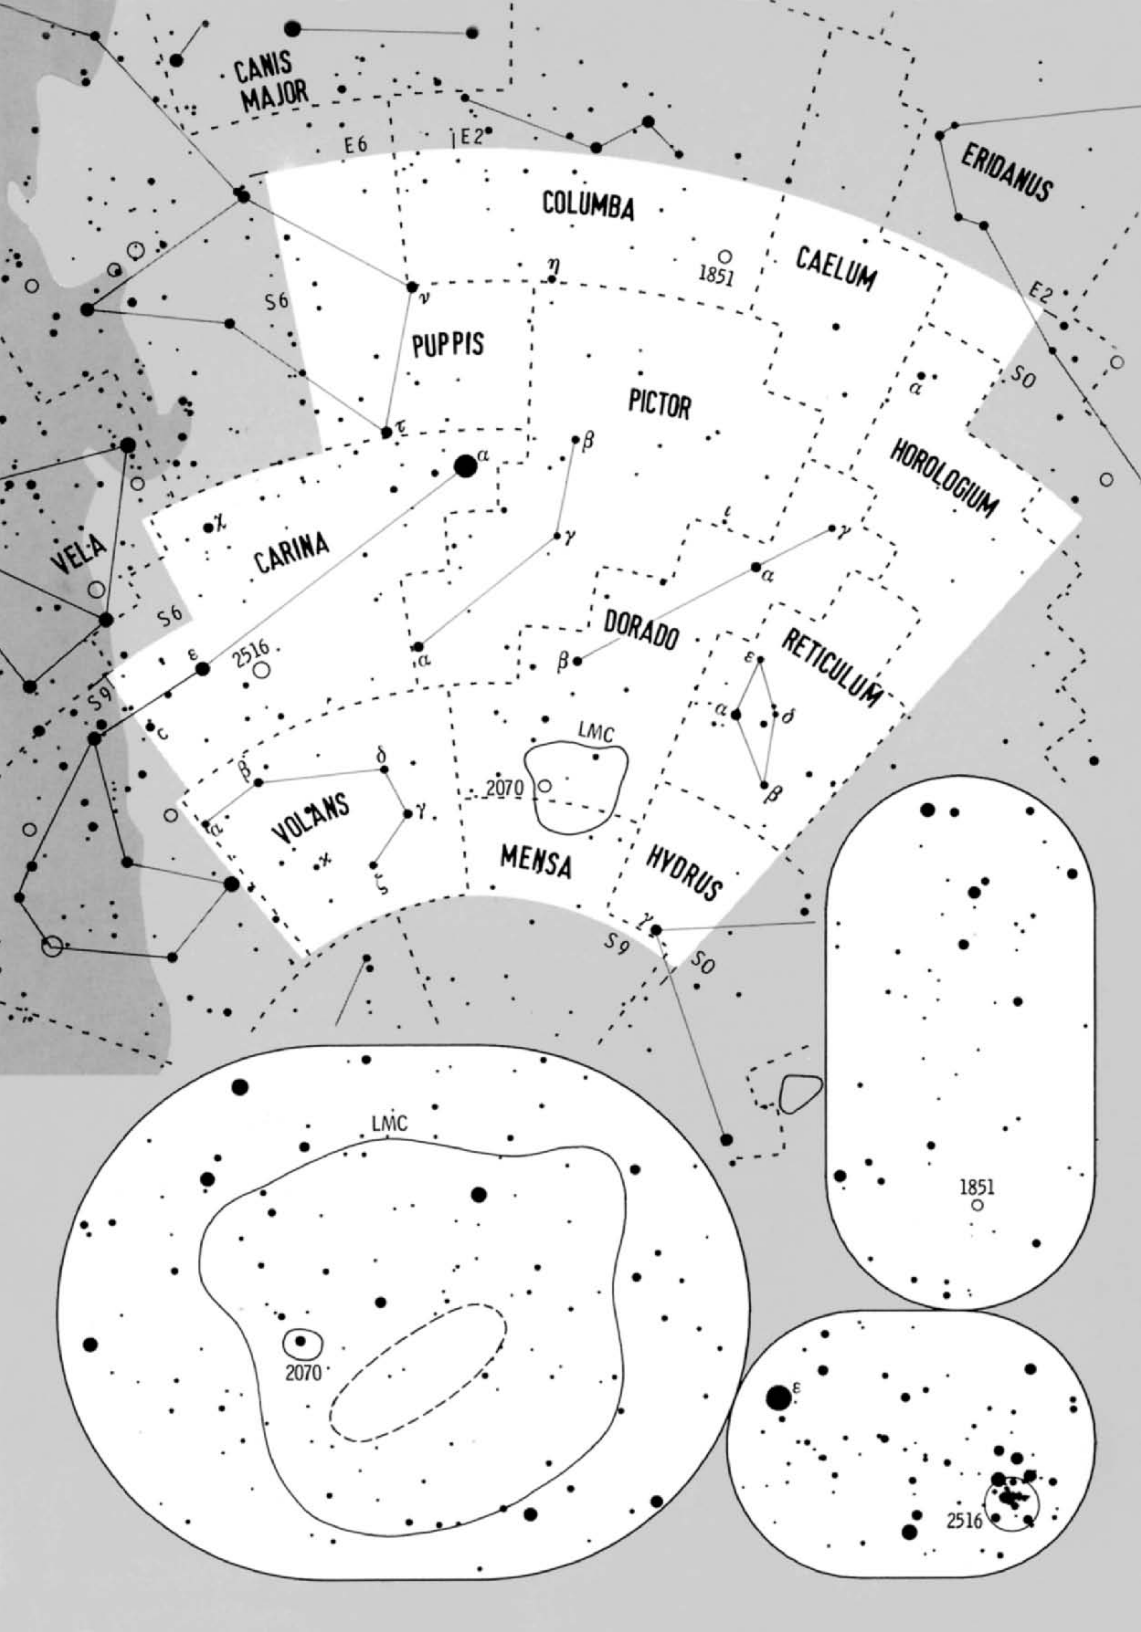 CANIS
MAJOR
E6
E2
ERIDANUS
COLUMBA
1851
CAELUM
η
E2
S6
ν
PUPPIS
S0
α
PICTOR
τ
α
β
HOROLOGIUM
χ
ι
CARINA
γ
γ
VELA
α
S6
DORADO
RETICULUM
ε
2516
α
β
ε
S9
α
δ
c
LMC
δ
β
2070
β
α
VOLANS
γ
MENSA
HYDRUS
ζ
γ
S9
S0
LMC
1851
2070
ε
2516